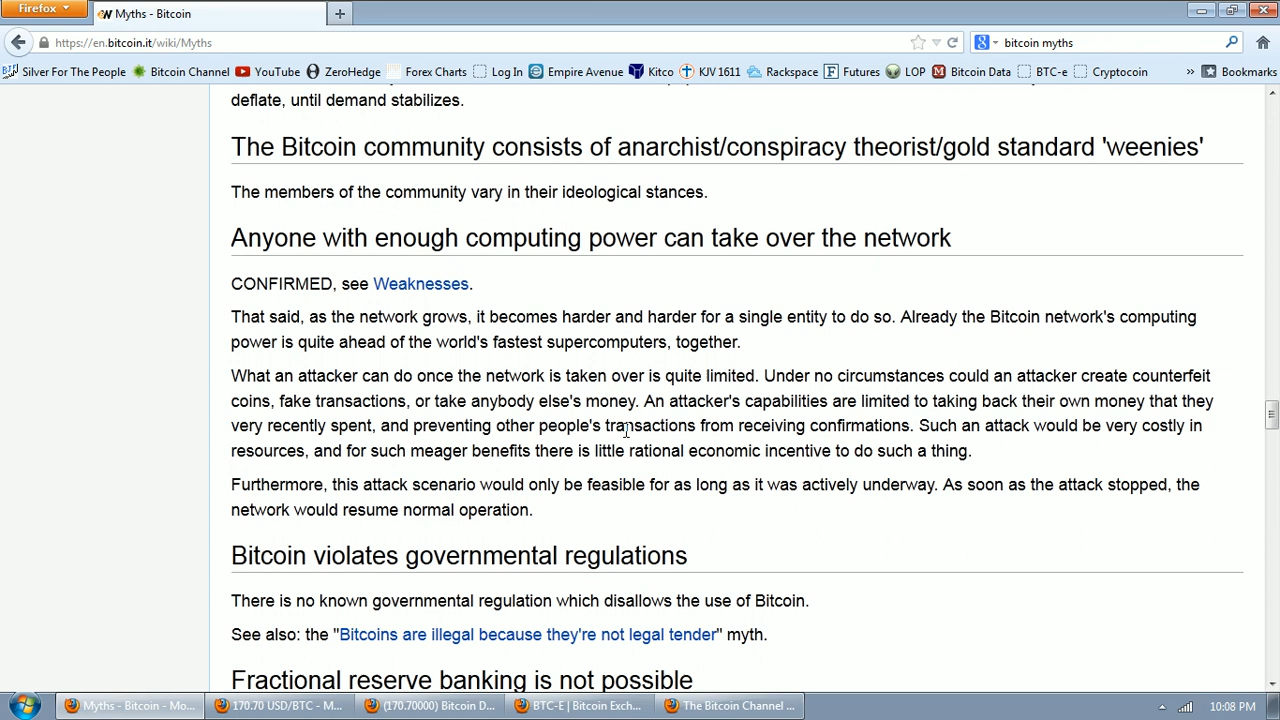 Firefox
Myths - Bitcoin
https://en.bitcoin.it/wiki/Myths
bitcoin myths
Silver For The People Bitcoin Channel YouTube ZeroHedge Forex Charts Log In Empire Avenue Kitco KJV 1611 Rackspace Futures LOP Bitcoin Data BTC-e Cryptocoin » Bookmarks
deflate, until demand stabilizes.
The Bitcoin community consists of anarchist/conspiracy theorist/gold standard 'weenies'
The members of the community vary in their ideological stances.
Anyone with enough computing power can take over the network
CONFIRMED, see Weaknesses.
That said, as the network grows, it becomes harder and harder for a single entity to do so. Already the Bitcoin network's computing
power is quite ahead of the world's fastest supercomputers, together.
What an attacker can do once the network is taken over is quite limited. Under no circumstances could an attacker create counterfeit
coins, fake transactions, or take anybody else's money. An attacker's capabilities are limited to taking back their own money that they
very recently spent, and preventing other people's transactions from receiving confirmations. Such an attack would be very costly in
resources, and for such meager benefits there is little rational economic incentive to do such a thing.
Furthermore, this attack scenario would only be feasible for as long as it was actively underway. As soon as the attack stopped, the
network would resume normal operation.
Bitcoin violates governmental regulations
There is no known governmental regulation which disallows the use of Bitcoin.
See also: the "Bitcoins are illegal because they're not legal tender" myth.
Fractional reserve banking is not possible
Myths - Bitcoin - Mo... 170.70 USD/BTC - M... (170.70000) Bitcoin D... BTC-E | Bitcoin Exch... The Bitcoin Channel ... 10:08 PM